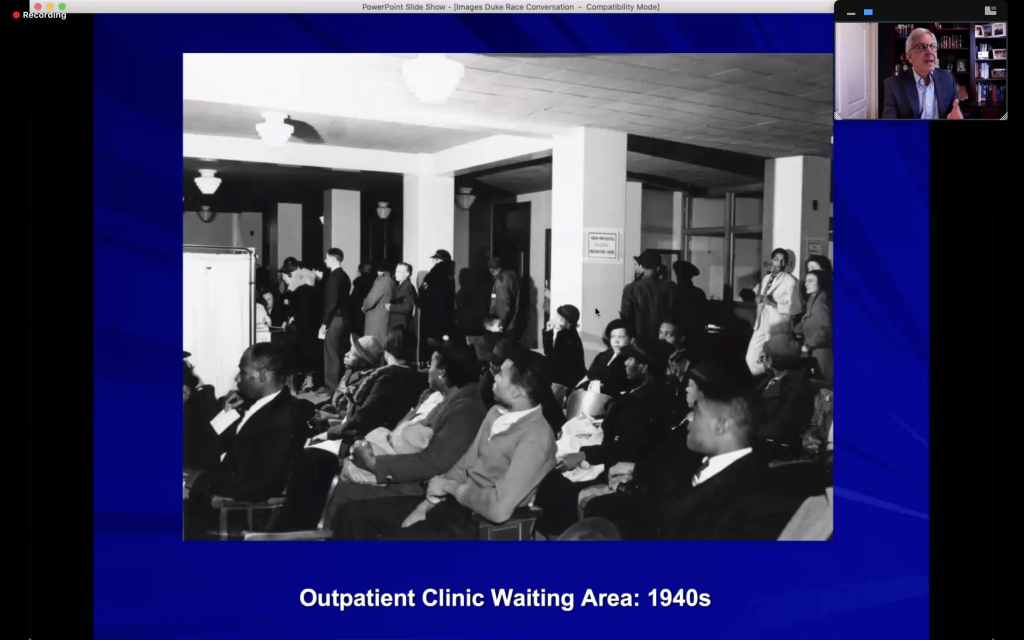 PowerPoint Slide Show - [Images Duke Race Conversation - Compatibility Mode]
Recording
NEW PATIENTS
REGISTER HERE
Outpatient Clinic Waiting Area: 1940s